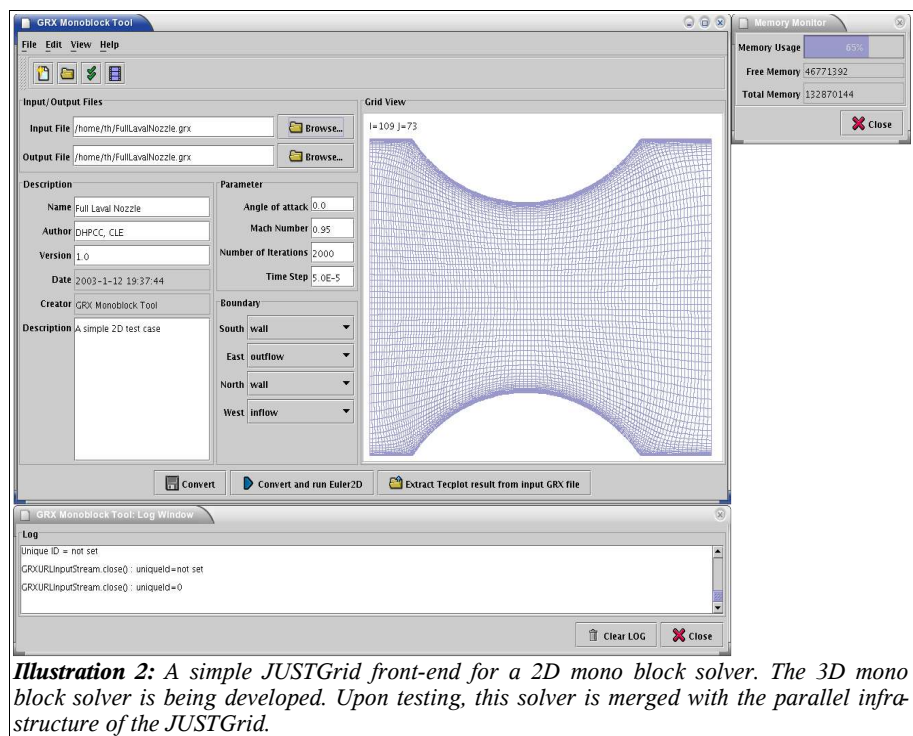 GRX Monoblock Tool
File Edit View Help
Input/Output Files
Input File /home/th/FullLavalNozzle.grx Browse...
Output File /home/th/FullLavalNozzle.grx Browse...
Description
Name Full Laval Nozzle
Author DHPCC, CLE
Version 1.0
Date 2003-1-12 19:37:44
Creator GRX Monoblock Tool
Description A simple 2D test case
Parameter
Angle of attack 0.0
Mach Number 0.95
Number of Iterations 2000
Time Step 5.0E-5
Boundary
South wall
East outflow
North wall
West inflow
Grid View
I=109 J=73
Convert Convert and run Euler2D Extract Tecplot result from input GRX file
Memory Monitor
Memory Usage 65%
Free Memory 46771392
Total Memory 132870144
Close
GRX Monoblock Tool: Log Window
Log
Unique ID = not set
GRXURLInputStream.close() : uniqueId=not set
GRXURLInputStream.close() : uniqueId=0
Clear LOG Close
Illustration 2: A simple JUSTGrid front-end for a 2D mono block solver. The 3D mono
block solver is being developed. Upon testing, this solver is merged with the parallel infra-
structure of the JUSTGrid.